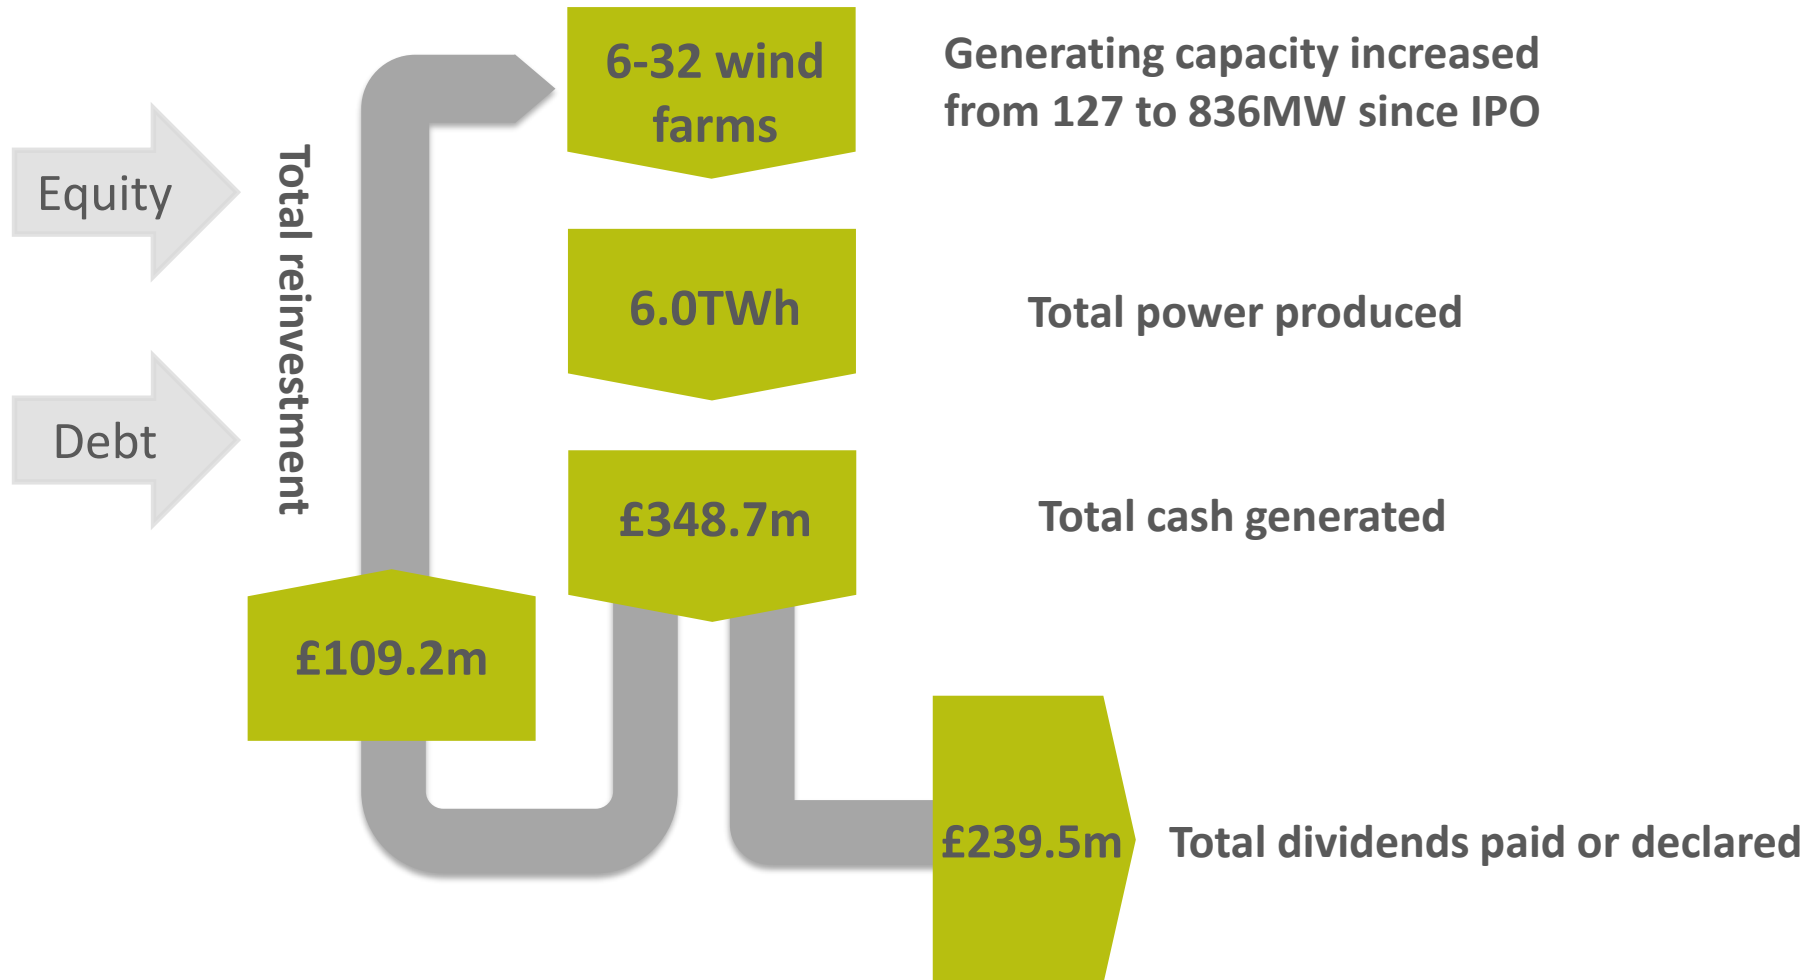 6-32 wind
farms
Generating capacity increased
from 127 to 836MW since IPO
Equity
Total reinvestment
6.0TWh
Total power produced
Debt
£348.7m
Total cash generated
£109.2m
£239.5m
Total dividends paid or declared